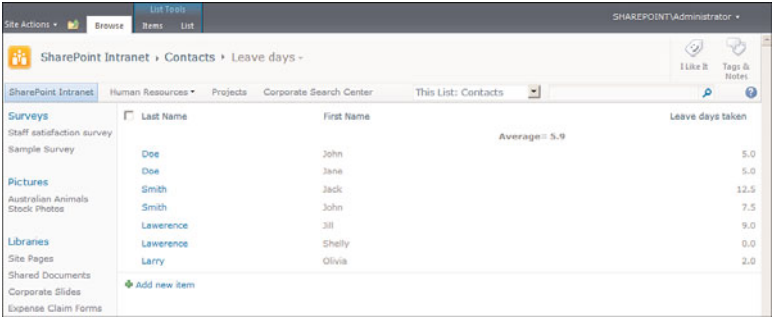 List Tools
Site Actions Browse Items List SHAREPOINT\Administrator
SharePoint Intranet Contacts Leave days
I Like It Tags & Notes
SharePoint Intranet Human Resources Projects Corporate Search Center This List: Contacts
Surveys
Staff satisfaction survey
Sample Survey
Pictures
Australian Animals
Stock Photos
Libraries
Site Pages
Shared Documents
Corporate Slides
Expense Claim Forms
Last Name First Name Leave days taken
Average= 5.9
Doe John 5.0
Doe Jane 5.0
Smith Jack 12.5
Smith John 7.5
Lawerence Jill 9.0
Lawerence Shelly 0.0
Larry Olivia 2.0
Add new item